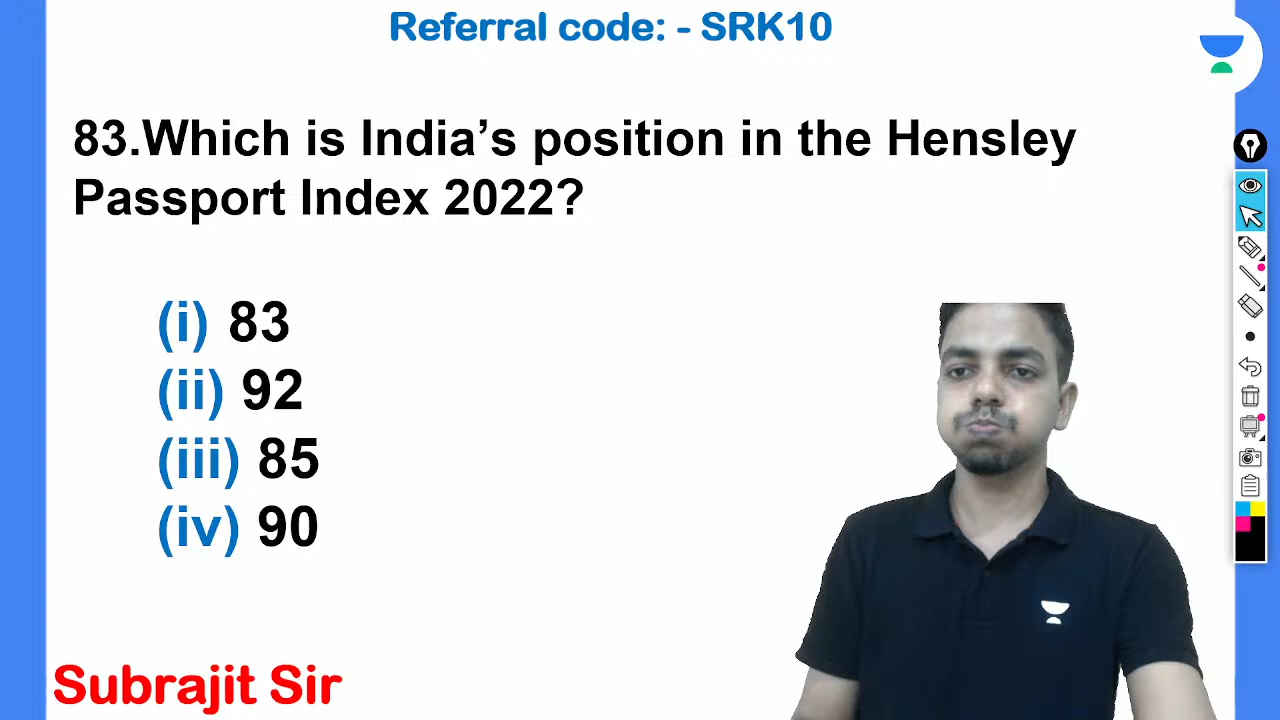 Referral code: - SRK10
83.Which is India’s position in the Hensley
Passport Index 2022?
(i) 83
(ii) 92
(iii) 85
(iv) 90
Subrajit Sir